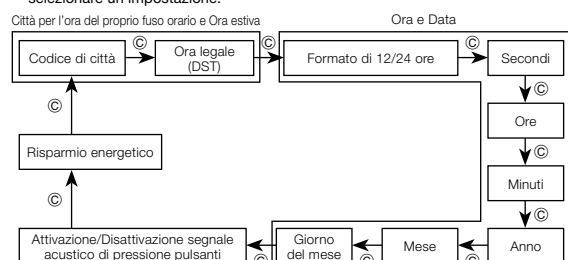 selezionare un'impostazione.
Città per l'ora del proprio fuso orario e Ora estiva
Ora e Data
Codice di città
Ⓒ
Ora legale
(DST)
Ⓒ
Formato di 12/24 ore
Ⓒ
Secondi
Ⓒ
Ⓒ
Ore
Risparmio energetico
Ⓒ
Minuti
Ⓒ
Ⓒ
Attivazione/Disattivazione segnale
acustico di pressione pulsanti
Ⓒ
Giorno
del mese
Ⓒ
Mese
Ⓒ
Anno